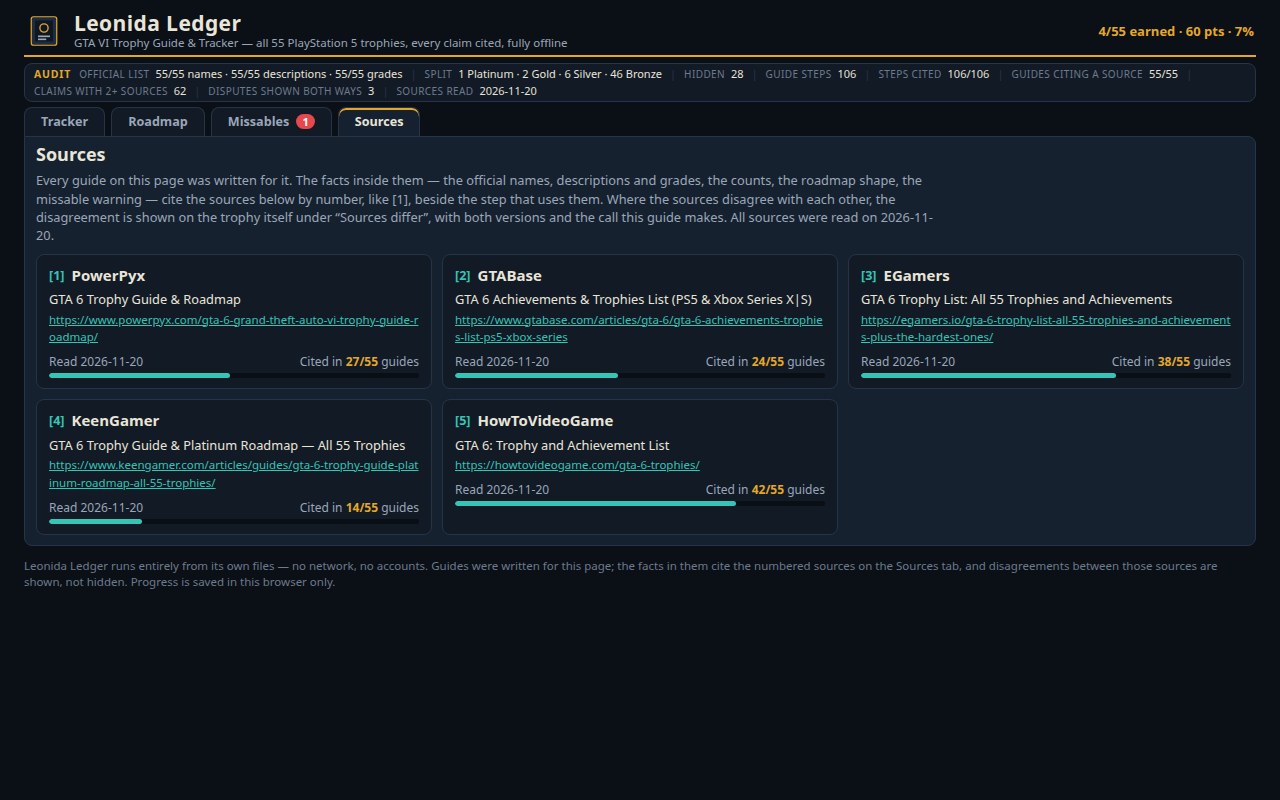 Leonida Ledger
GTA VI Trophy Guide & Tracker — all 55 PlayStation 5 trophies, every claim cited, fully offline
4/55 earned · 60 pts · 7%
AUDIT OFFICIAL LIST 55/55 names · 55/55 descriptions · 55/55 grades | SPLIT 1 Platinum · 2 Gold · 6 Silver · 46 Bronze | HIDDEN 28 | GUIDE STEPS 106 | STEPS CITED 106/106 | GUIDES CITING A SOURCE 55/55 |
CLAIMS WITH 2+ SOURCES 62 | DISPUTES SHOWN BOTH WAYS 3 | SOURCES READ 2026-11-20
Tracker Roadmap Missables 1 Sources
Sources
Every guide on this page was written for it. The facts inside them — the official names, descriptions and grades, the counts, the roadmap shape, the
missable warning — cite the sources below by number, like [1], beside the step that uses them. Where the sources disagree with each other, the
disagreement is shown on the trophy itself under “Sources differ”, with both versions and the call this guide makes. All sources were read on 2026-11-
20.
[1] PowerPyx
GTA 6 Trophy Guide & Roadmap
https://www.powerpyx.com/gta-6-grand-theft-auto-vi-trophy-guide-r
oadmap/
Read 2026-11-20 Cited in 27/55 guides
[2] GTABase
GTA 6 Achievements & Trophies List (PS5 & Xbox Series X|S)
https://www.gtabase.com/articles/gta-6/gta-6-achievements-trophie
s-list-ps5-xbox-series
Read 2026-11-20 Cited in 24/55 guides
[3] EGamers
GTA 6 Trophy List: All 55 Trophies and Achievements
https://egamers.io/gta-6-trophy-list-all-55-trophies-and-achievement
s-plus-the-hardest-ones/
Read 2026-11-20 Cited in 38/55 guides
[4] KeenGamer
GTA 6 Trophy Guide & Platinum Roadmap — All 55 Trophies
https://www.keengamer.com/articles/guides/gta-6-trophy-guide-plat
inum-roadmap-all-55-trophies/
Read 2026-11-20 Cited in 14/55 guides
[5] HowToVideoGame
GTA 6: Trophy and Achievement List
https://howtovideogame.com/gta-6-trophies/
Read 2026-11-20 Cited in 42/55 guides
Leonida Ledger runs entirely from its own files — no network, no accounts. Guides were written for this page; the facts in them cite the numbered sources on the Sources tab, and disagreements between those sources are
shown, not hidden. Progress is saved in this browser only.